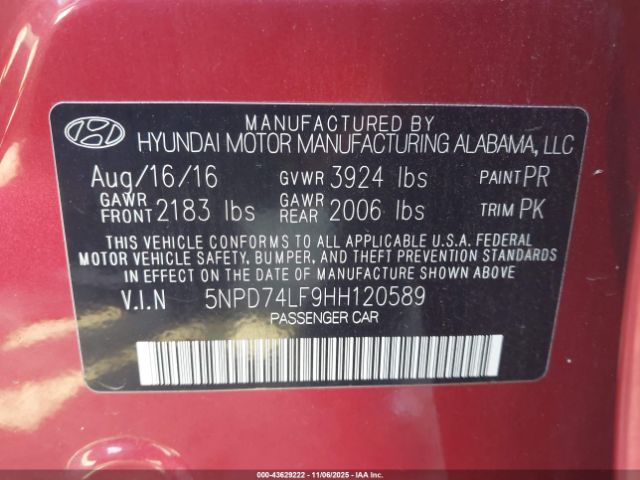 MANUFACTURED BY
HYUNDAI MOTOR MANUFACTURING ALABAMA, LLC
Aug/16/16 GVWR 3924 lbs PAINT PR
GAWR FRONT 2183 lbs GAWR REAR 2006 lbs TRIM PK
THIS VEHICLE CONFORMS TO ALL APPLICABLE U.S.A. FEDERAL
MOTOR VEHICLE SAFETY, BUMPER, AND THEFT PREVENTION STANDARDS
IN EFFECT ON THE DATE OF MANUFACTURE SHOWN ABOVE.
V.I.N 5NPD74LF9HH120589
PASSENGER CAR
000-43629222 - 11/06/2025 - IAAI.COM